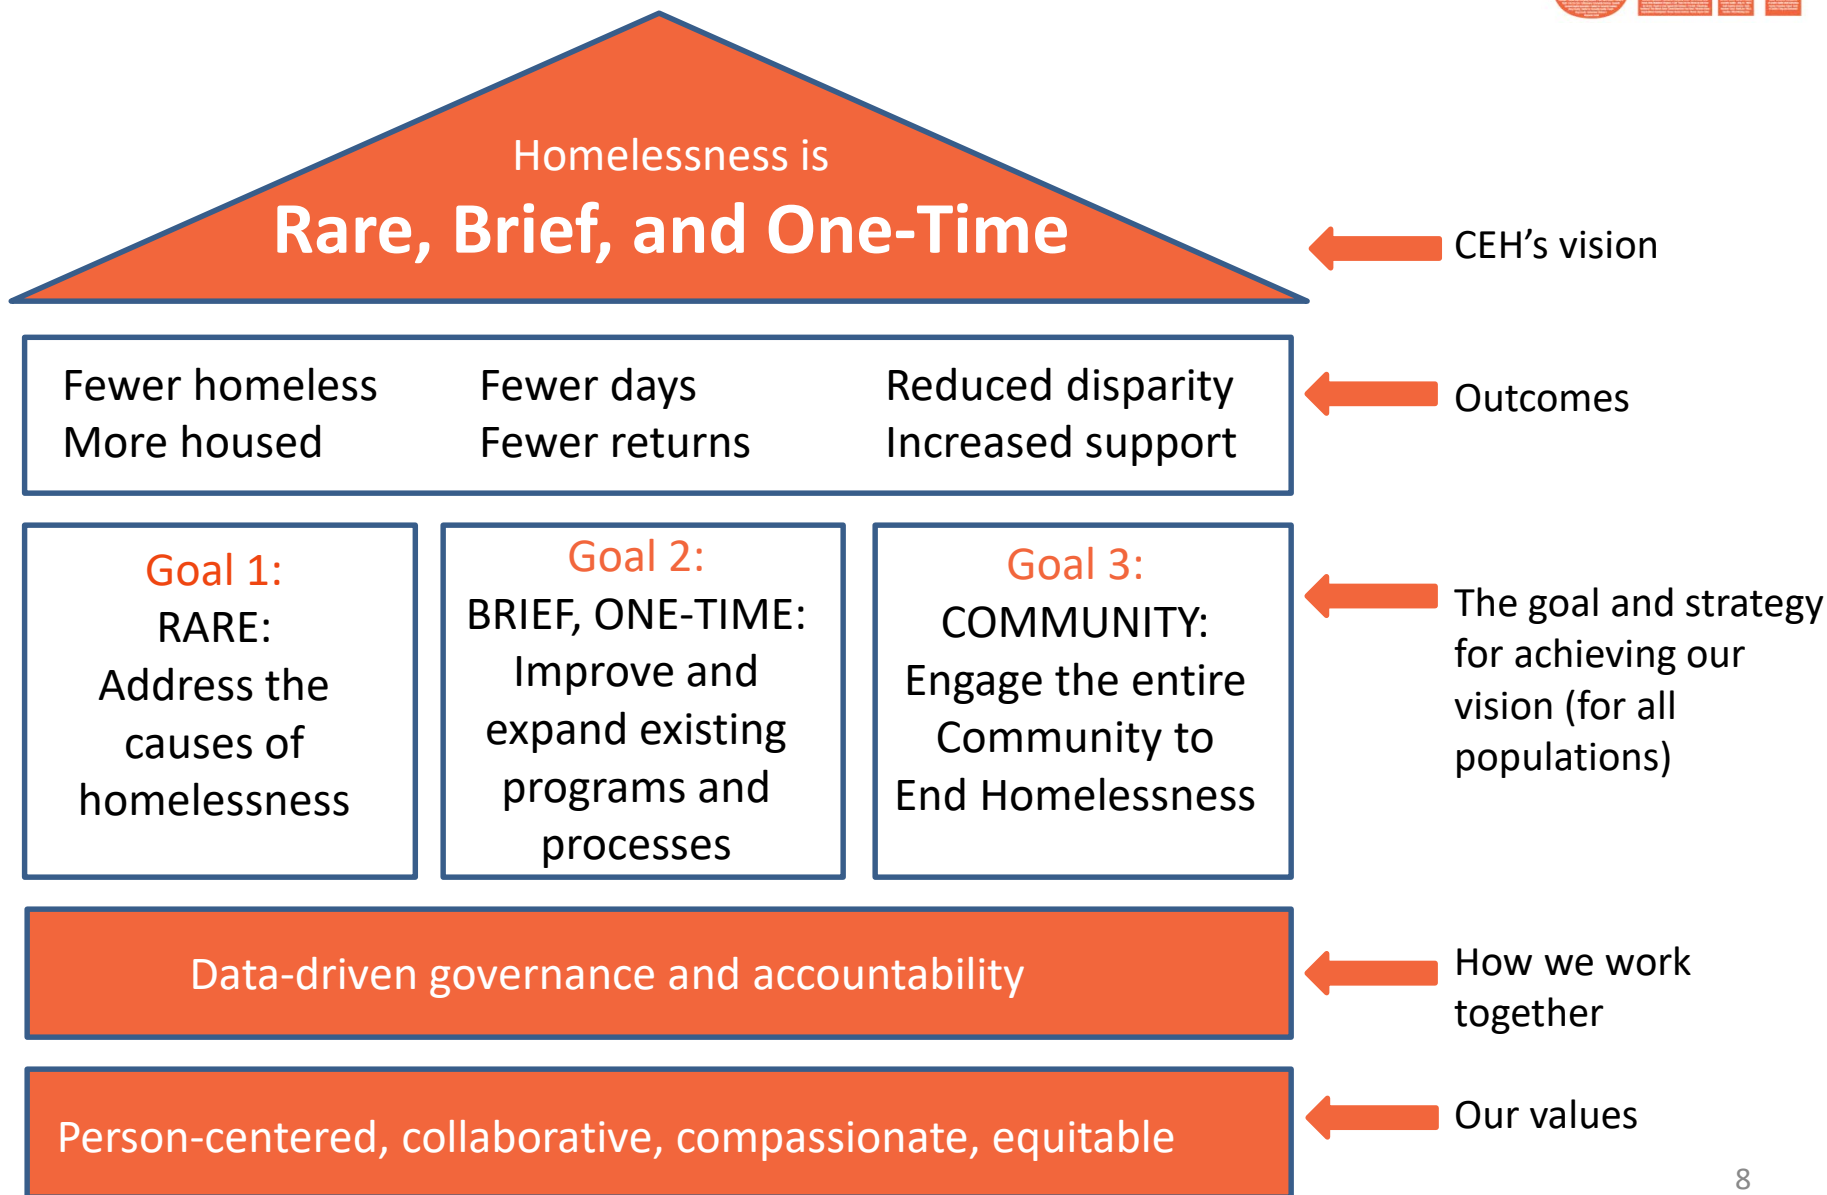 Homelessness is
Rare, Brief, and One-Time
CEH’s vision
Fewer homeless
More housed
Fewer days
Fewer returns
Reduced disparity
Increased support
Outcomes
Goal 1:
RARE:
Address the
causes of
homelessness
Goal 2:
BRIEF, ONE-TIME:
Improve and
expand existing
programs and
processes
Goal 3:
COMMUNITY:
Engage the entire
Community to
End Homelessness
The goal and strategy
for achieving our
vision (for all
populations)
Data-driven governance and accountability
How we work
together
Person-centered, collaborative, compassionate, equitable
Our values
8